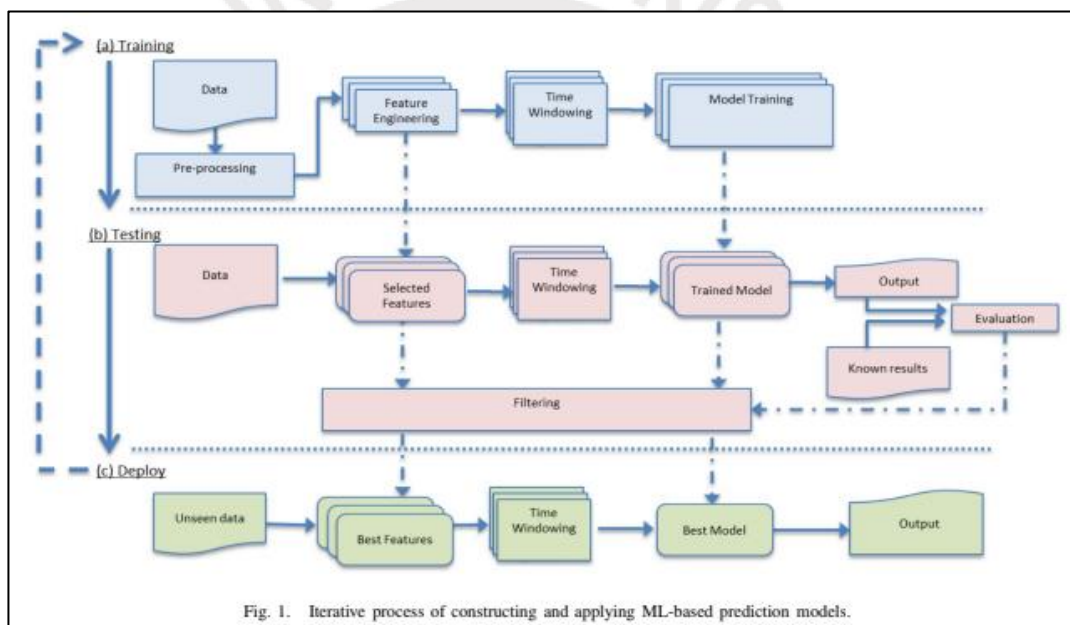 (a) Training
Data
Feature
Engineering
Time
Windowing
Model Training
Pre-processing
(b) Testing
Data
Selected
Features
Time
Windowing
Trained Model
Output
Evaluation
Known results
Filtering
(c) Deploy
Unseen data
Best Features
Time
Windowing
Best Model
Output
Fig. 1. Iterative process of constructing and applying ML-based prediction models.